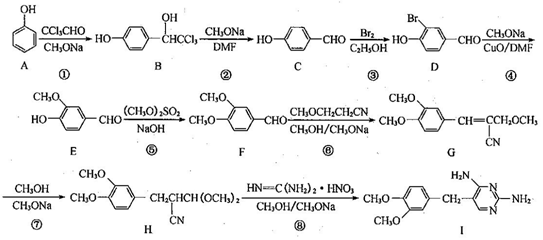 OH
CCl₃CHO
CH₃ONa
A
①
OH
HO
CHCCl₃
B
CH₃ONa
DMF
②
HO
CHO
C
Br₂
C₂H₅OH
③
Br
HO
CHO
D
CH₃ONa
CuO/DMF
④
CH₃O
HO
CHO
E
(CH₃O)₂SO₂
NaOH
⑤
CH₃O
CH₃O
CHO
F
CH₃OCH₂CH₂CN
CH₃OH/CH₃ONa
⑥
CH₃O
CH₃O
CH
CN
G
CH₃OH
CH₃ONa
⑦
CH₃O
CH₃O
CH₂CHCH(OCH₃)₂
CN
H
HN=C(NH₂)₂·HNO₃
CH₃OH/CH₃ONa
⑧
CH₃O
CH₃O
CH₂
H₂N
N
N
NH₂
I